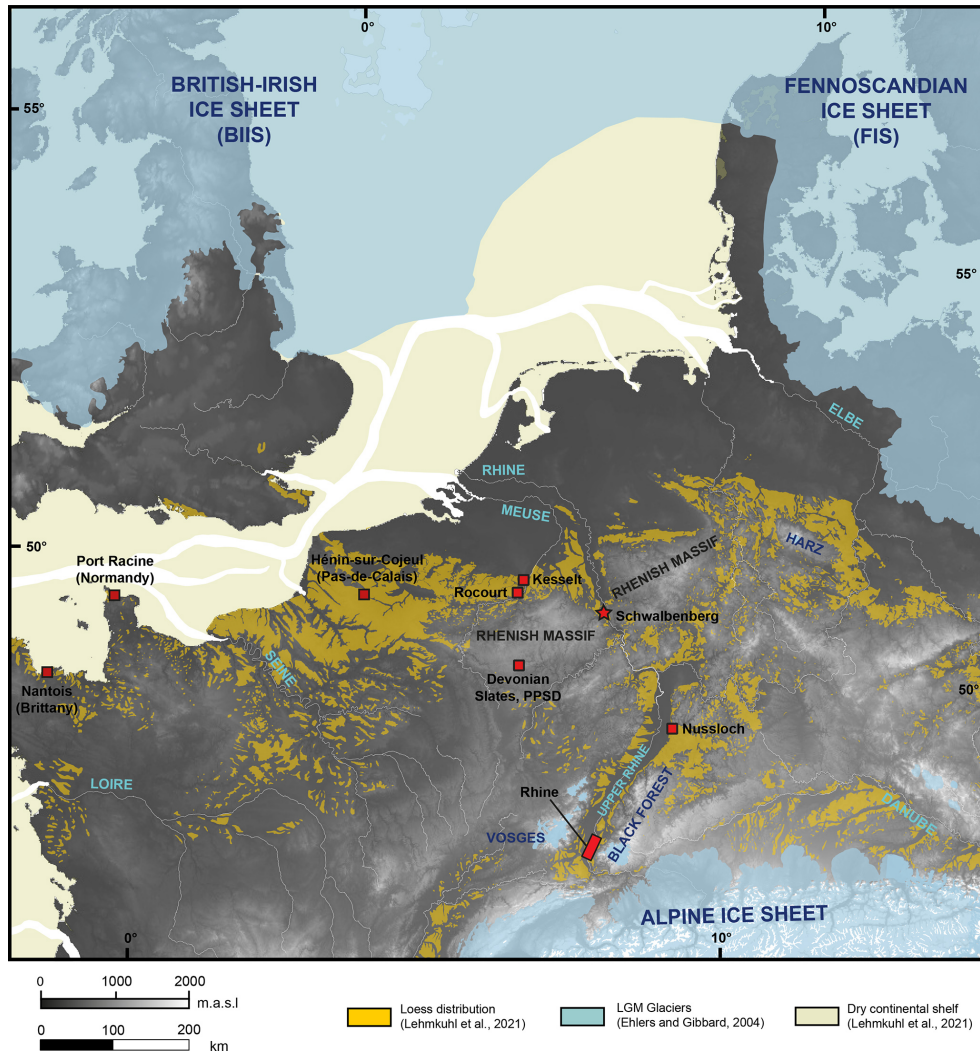 0°
10°
BRITISH-IRISH
ICE SHEET
(BIIS)
FENNOSCANDIAN
ICE SHEET
(FIS)
55°
55°
ELBE
RHINE
MEUSE
50°
HARZ
Port Racine
(Normandy)
Hénin-sur-Cojeul
(Pas-de-Calais)
Kesselt
Rocourt
RHENISH MASSIF
Schwalbenberg
RHENISH MASSIF
SEINE
Devonian
Slates, PPSD
Nantois
(Brittany)
50°
Nussloch
LOIRE
UPPER RHINE
Rhine
BLACK FOREST
DANUBE
VOSGES
ALPINE ICE SHEET
0°
10°
0 1000 2000
m.a.s.l
0 100 200
km
Loess distribution
(Lehmkuhl et al., 2021)
LGM Glaciers
(Ehlers and Gibbard, 2004)
Dry continental shelf
(Lehmkuhl et al., 2021)